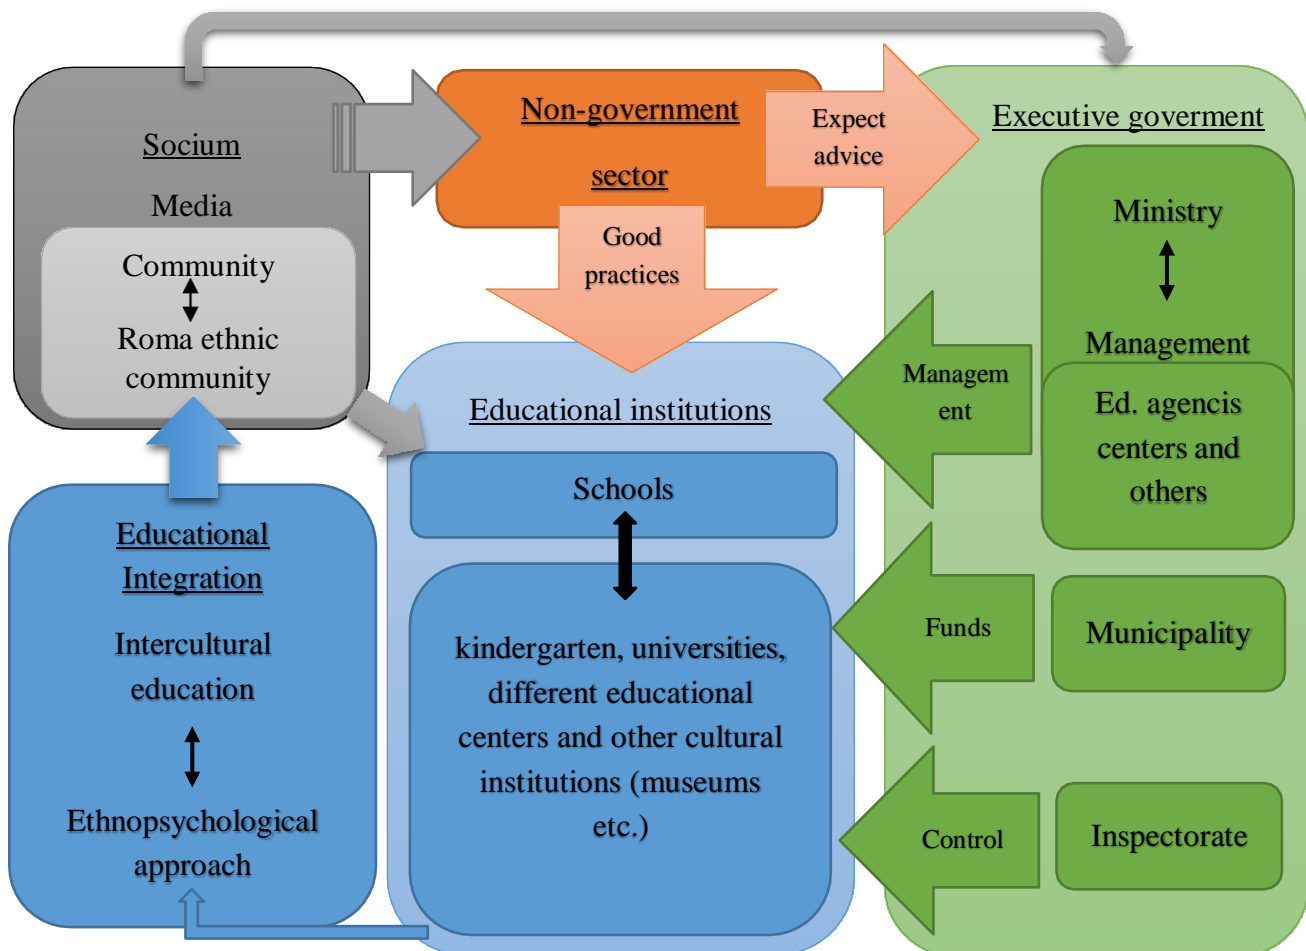 Socium
Media
Community
Roma ethnic
community
Non-government
sector
Expect
advice
Good
practices
Executive goverment
Ministry
Management
Ed. agencis
centers and
others
Managem
ent
Educational institutions
Schools
kindergarten, universities,
different educational
centers and other cultural
institutions (museums
etc.)
Funds
Municipality
Control
Inspectorate
Educational
Integration
Intercultural
education
Ethnopsychological
approach